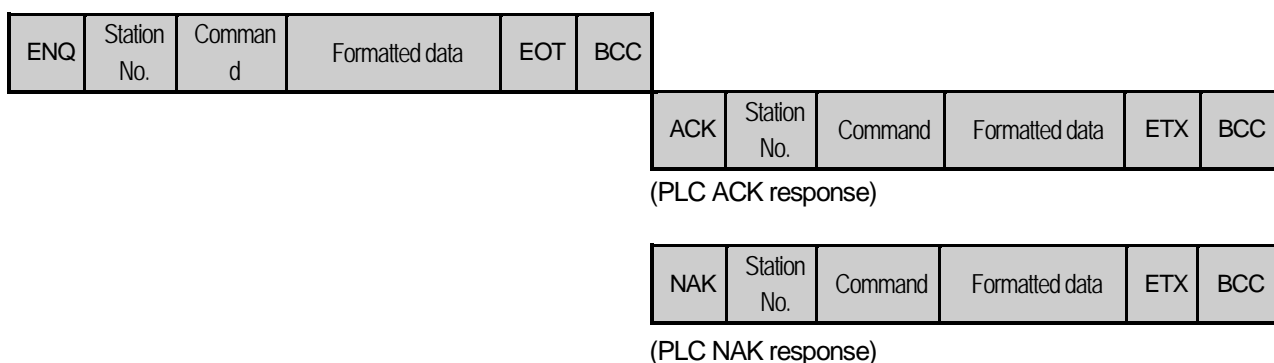 ENQ Station No. Comman d Formatted data EOT BCC
ACK Station No. Command Formatted data ETX BCC
(PLC ACK response)
NAK Station No. Command Formatted data ETX BCC
(PLC NAK response)